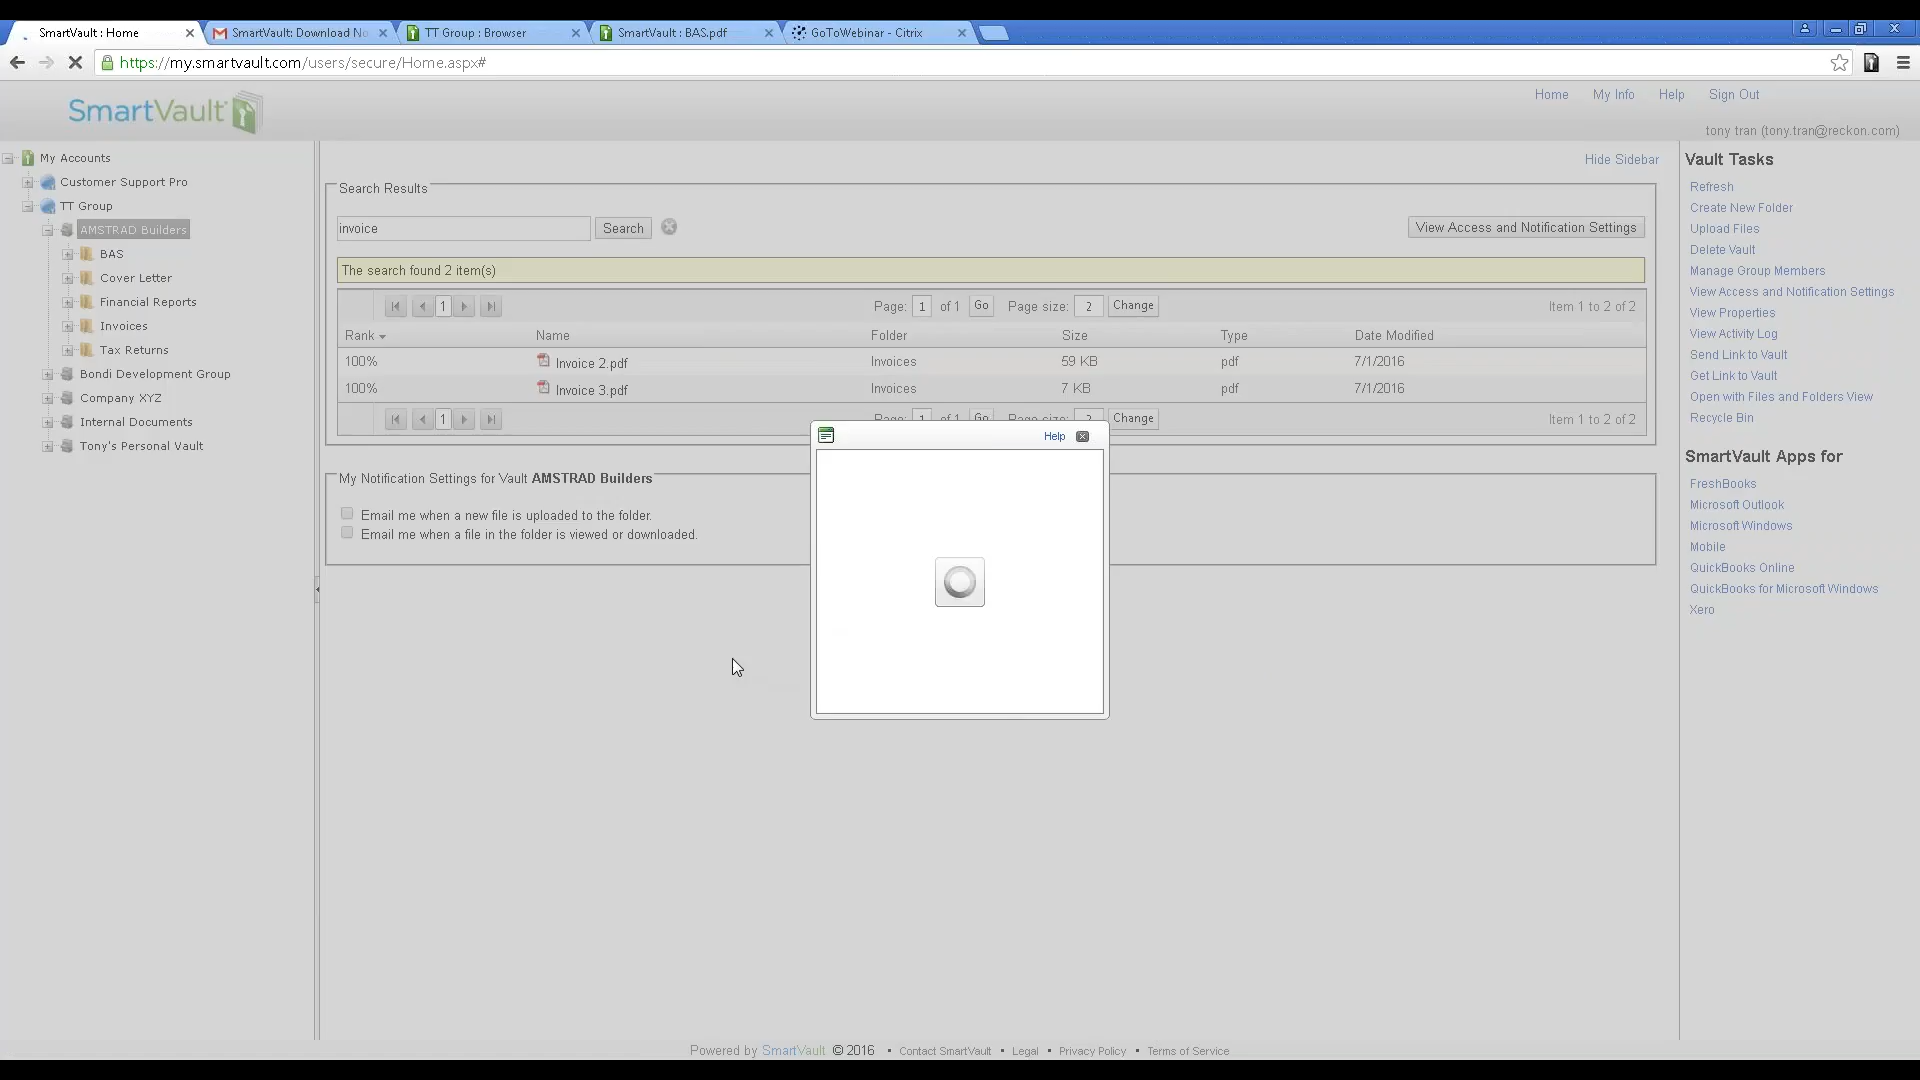 SmartVault : Home
SmartVault: Download No
TT Group : Browser
SmartVault : BAS.pdf
GoToWebinar - Citrix
https://my.smartvault.com/users/secure/Home.aspx#
SmartVault
Home My Info Help Sign Out
tony tran (tony.tran@reckon.com)
My Accounts
Customer Support Pro
TT Group
AMSTRAD Builders
BAS
Cover Letter
Financial Reports
Invoices
Tax Returns
Bondi Development Group
Company XYZ
Internal Documents
Tony's Personal Vault
Hide Sidebar
Search Results
invoice Search View Access and Notification Settings
The search found 2 item(s)
1 Page: 1 of 1 Go Page size: 2 Change Item 1 to 2 of 2
Rank Name Folder Size Type Date Modified
100% Invoice 2.pdf Invoices 59 KB pdf 7/1/2016
100% Invoice 3.pdf Invoices 7 KB pdf 7/1/2016
1 Page: 1 of 1 Go Page size: 2 Change Item 1 to 2 of 2
Help
My Notification Settings for Vault AMSTRAD Builders
Email me when a new file is uploaded to the folder.
Email me when a file in the folder is viewed or downloaded.
Vault Tasks
Refresh
Create New Folder
Upload Files
Delete Vault
Manage Group Members
View Access and Notification Settings
View Properties
View Activity Log
Send Link to Vault
Get Link to Vault
Open with Files and Folders View
Recycle Bin
SmartVault Apps for
FreshBooks
Microsoft Outlook
Microsoft Windows
Mobile
QuickBooks Online
QuickBooks for Microsoft Windows
Xero
Powered by SmartVault © 2016 • Contact SmartVault • Legal • Privacy Policy • Terms of Service